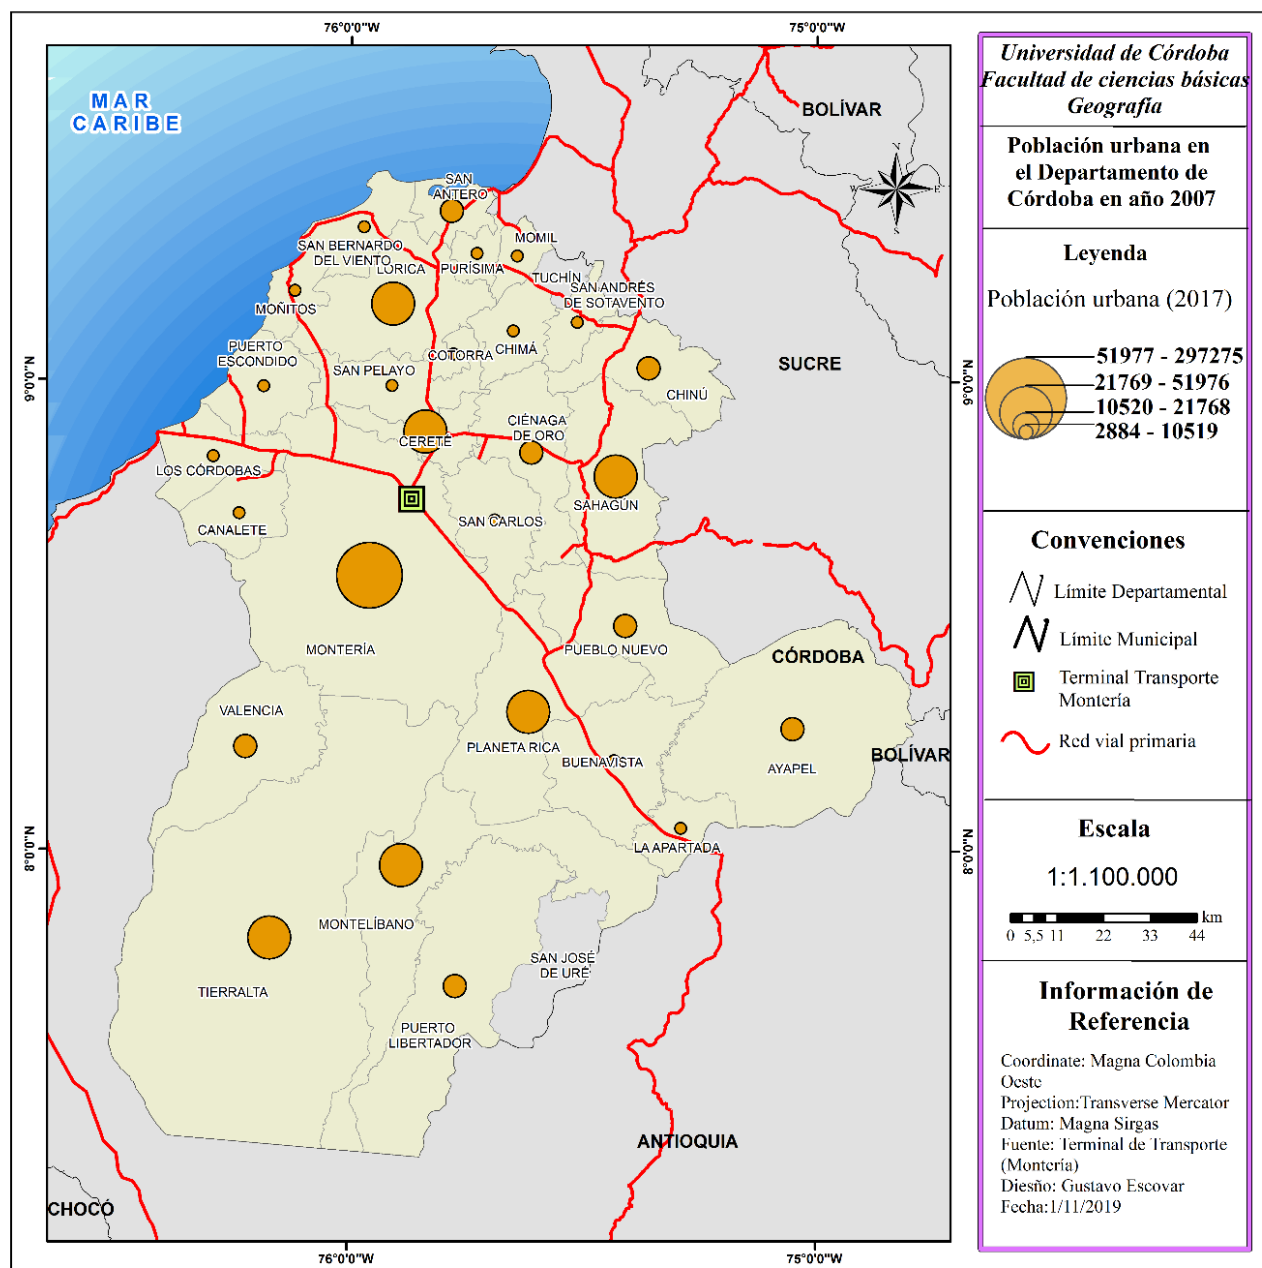 76°0'0"W
75°0'0"W
MAR
CARIBE
BOLÍVAR
N
W
E
S
SAN
ANTERO
SAN BERNARDO
DEL VIENTO
LORICA
PURÍSIMA
MOMIL
TUCHÍN
SAN ANDRÉS
DE SOTAVENTO
MOÑITOS
PUERTO
ESCONDIDO
SAN PELAYO
COTORRA
CHIMÁ
SUCRE
CHINÚ
9°0'0"N
9°0'0"N
CERETÉ
CIÉNAGA
DE ORO
LOS CÓRDOBAS
SAHAGÚN
CANALETE
SAN CARLOS
MONTERÍA
PUEBLO NUEVO
CÓRDOBA
VALENCIA
PLANETA RICA
BUENAVISTA
AYAPEL
BOLÍVAR
LA APARTADA
8°0'0"N
8°0'0"N
MONTELÍBANO
SAN JOSÉ
DE URÉ
TIERRALTA
PUERTO
LIBERTADOR
ANTIOQUIA
CHOCÓ
76°0'0"W
75°0'0"W
Universidad de Córdoba
Facultad de ciencias básicas
Geografía
Población urbana en
el Departamento de
Córdoba en año 2007
Leyenda
Población urbana (2017)
51977 - 297275
21769 - 51976
10520 - 21768
2884 - 10519
Convenciones
Límite Departamental
Límite Municipal
Terminal Transporte
Montería
Red vial primaria
Escala
1:1.100.000
km
0 5,5 11 22 33 44
Información de
Referencia
Coordinate: Magna Colombia
Oeste
Projection:Transverse Mercator
Datum: Magna Sirgas
Fuente: Terminal de Transporte
(Montería)
Diesño: Gustavo Escovar
Fecha:1/11/2019